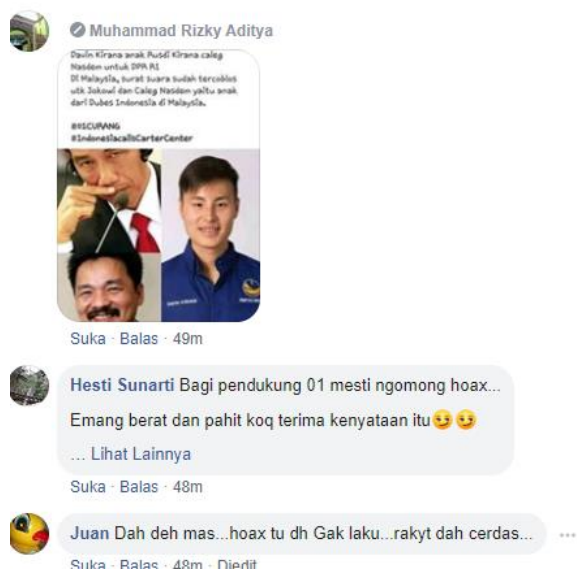 Muhammad Rizky Aditya
Davin Kirana anak Rusdi Kirana caleg
Nasdem untuk DPR RI
Di Malaysia, surat suara sudah tercoblos
utk Jokowi dan Caleg Nasdem yaitu anak
dari Dubes Indonesia di Malaysia.
#01SCURANG
#IndonesiacallsCarterCenter
Suka · Balas · 49m
Hesti Sunarti Bagi pendukung 01 mesti ngomong hoax...
Emang berat dan pahit koq terima kenyataan itu😏😏
... Lihat Lainnya
Suka · Balas · 48m
Juan Dah deh mas...hoax tu dh Gak laku...rakyt dah cerdas...
Suka · Balas · 48m · Diedit